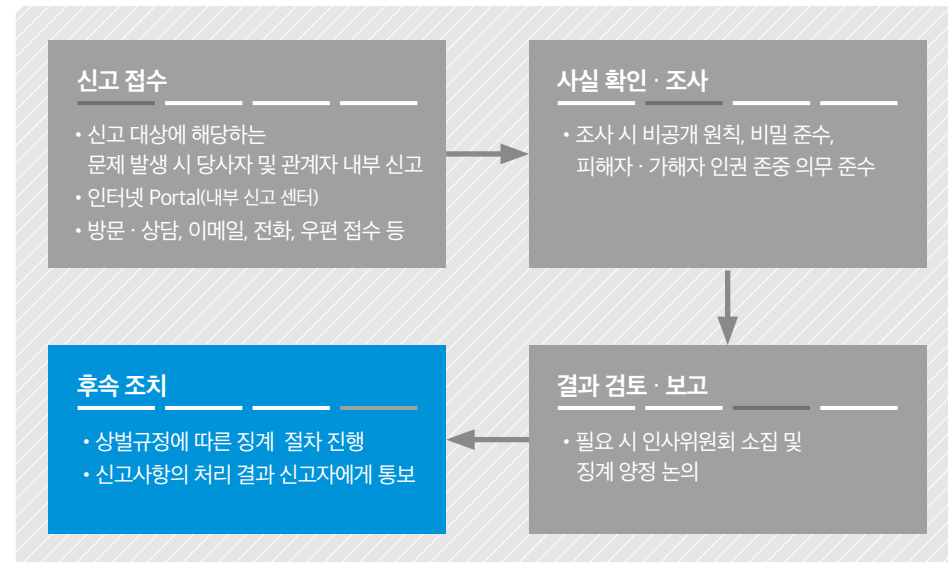 신고 접수
• 신고 대상에 해당하는
문제 발생 시 당사자 및 관계자 내부 신고
• 인터넷 Portal(내부 신고 센터)
• 방문 · 상담, 이메일, 전화, 우편 접수 등
사실 확인 · 조사
• 조사 시 비공개 원칙, 비밀 준수,
피해자 · 가해자 인권 존중 의무 준수
결과 검토 · 보고
• 필요 시 인사위원회 소집 및
징계 양정 논의
후속 조치
• 상벌규정에 따른 징계 절차 진행
• 신고사항의 처리 결과 신고자에게 통보